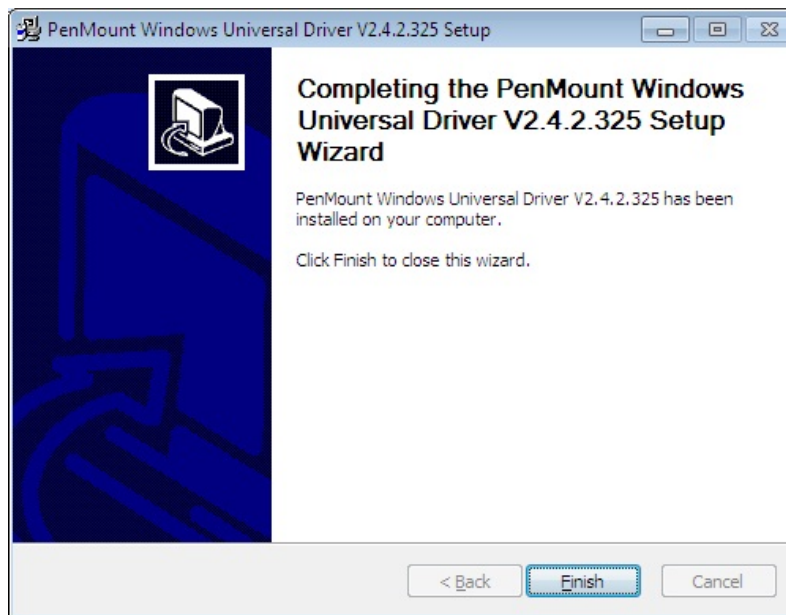 PenMount Windows Universal Driver V2.4.2.325 Setup
Completing the PenMount Windows
Universal Driver V2.4.2.325 Setup
Wizard
PenMount Windows Universal Driver V2.4.2.325 has been
installed on your computer.
Click Finish to close this wizard.
< Back
Finish
Cancel